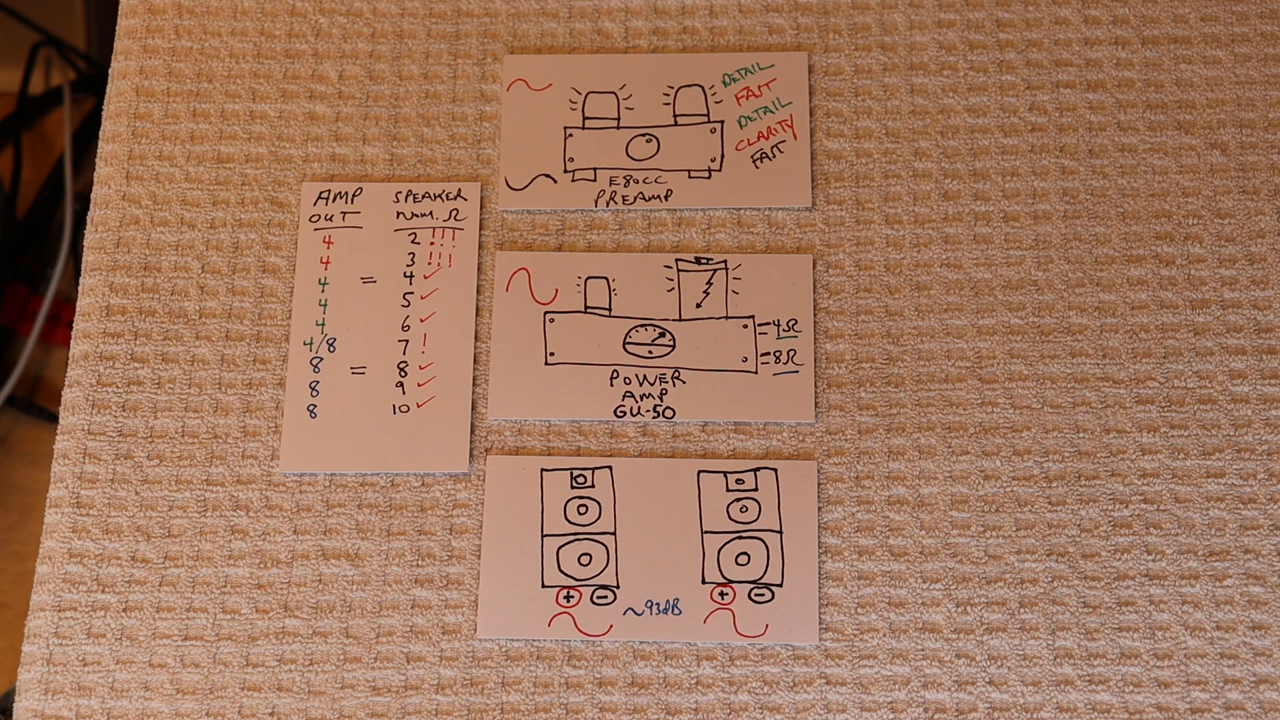 AMP SPEAKER
OUT NOM. Ω
4 2 !!!
4 3 !!!
4 = 4 ✓
4 5 ✓
4 6 ✓
4/8 7 !
8 = 8 ✓
8 9 ✓
8 10 ✓
DETAIL
FAST
DETAIL
CLARITY
FAST
E80CC
PREAMP
4Ω
8Ω
POWER
AMP
GU-50
+ − ~93dB + −